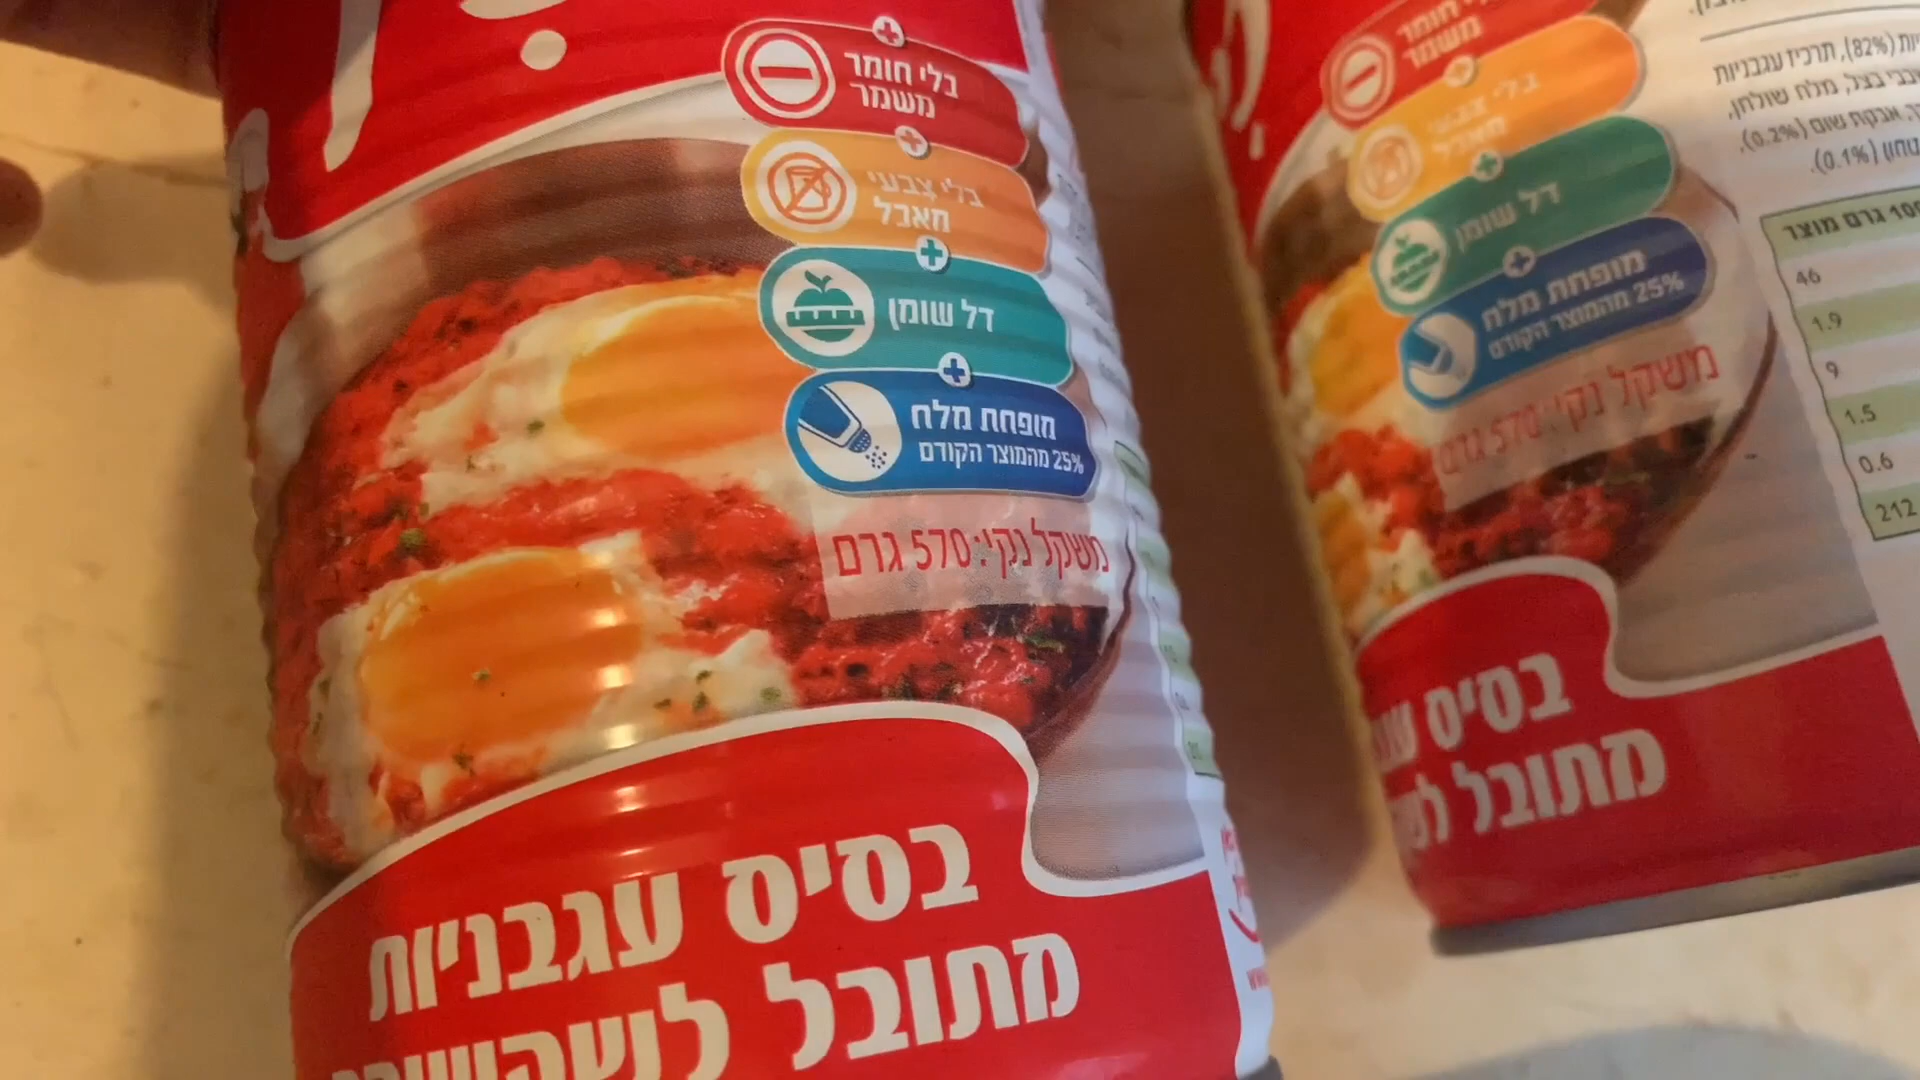 בלי חומר
משמר
בלי צבעי
מאכל
דל שומן
מופחת מלח
25% מהמוצר הקודם
משקל נקי: 570 גרם
בסיס עגבניות
מתובל לשקשוקה
חומר
משמר
בלי צבעי
מאכל
דל שומן
מופחת מלח
25% מהמוצר הקודם
משקל נקי: 570 גרם
בסיס
מתובל
(82%), תרכיז עגבניות
בצל, מלח שולחן,
אבקת שום (0.2%),
טחון (0.1%).
גרם מוצר
46
1.9
9
1.5
0.6
212